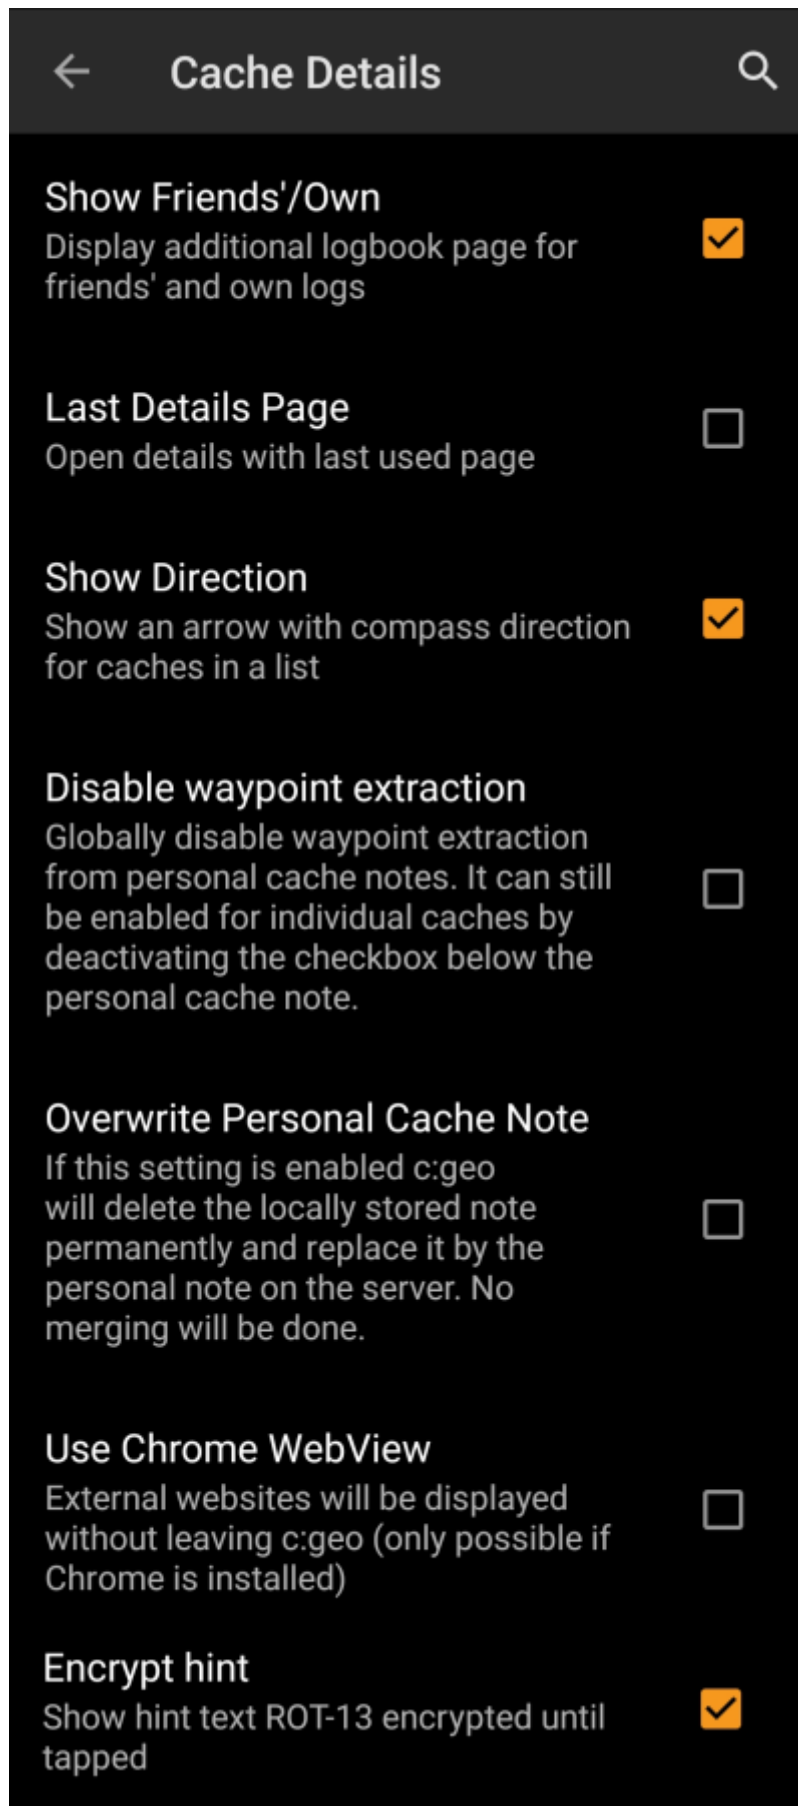 Cache Details
Show Friends'/Own
Display additional logbook page for
friends' and own logs
Last Details Page
Open details with last used page
Show Direction
Show an arrow with compass direction
for caches in a list
Disable waypoint extraction
Globally disable waypoint extraction
from personal cache notes. It can still
be enabled for individual caches by
deactivating the checkbox below the
personal cache note.
Overwrite Personal Cache Note
If this setting is enabled c:geo
will delete the locally stored note
permanently and replace it by the
personal note on the server. No
merging will be done.
Use Chrome WebView
External websites will be displayed
without leaving c:geo (only possible if
Chrome is installed)
Encrypt hint
Show hint text ROT-13 encrypted until
tapped